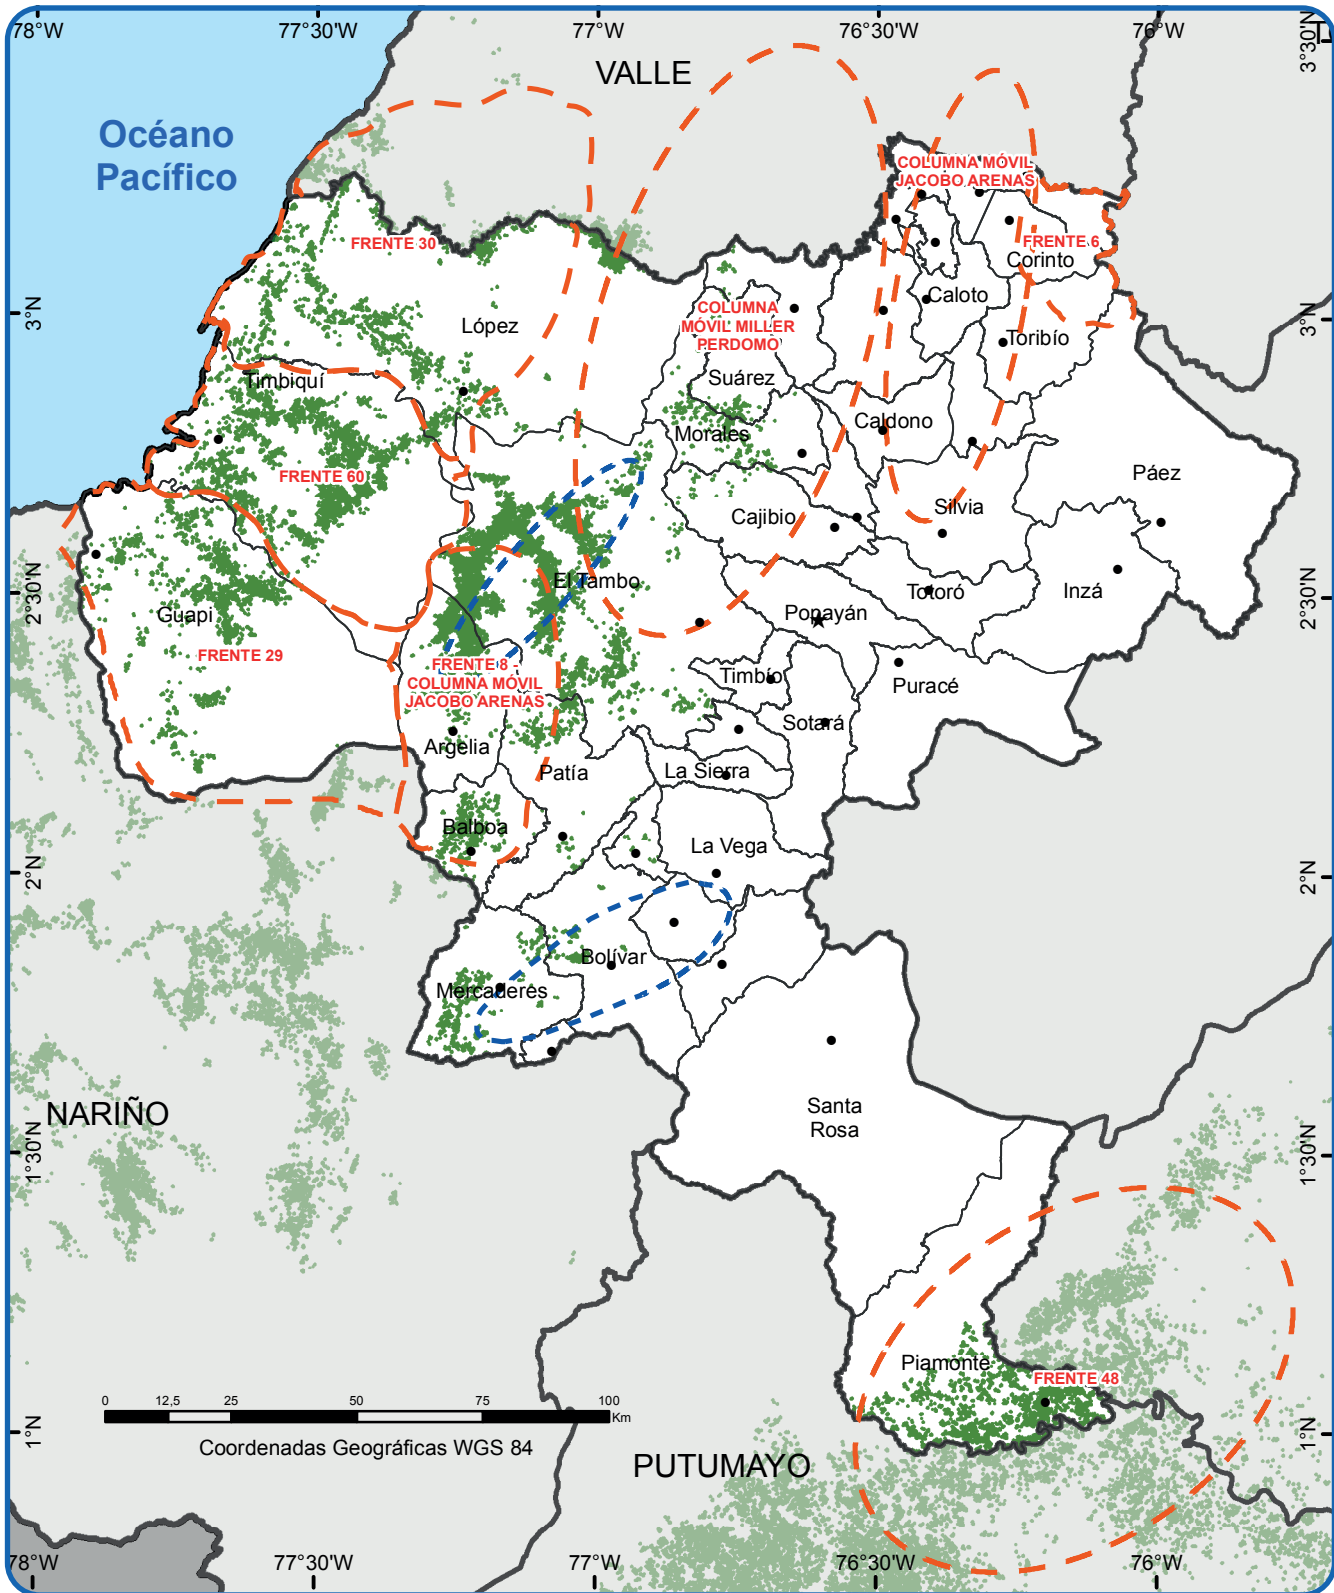 78°W
77°30'W
77°W
76°30'W
76°W
3°30'N
VALLE
Océano
Pacífico
COLUMNA MÓVIL
JACOBO ARENAS
FRENTE 30
FRENTE 6
Corinto
Caloto
3°N
3°N
COLUMNA
MÓVIL MILLER
PERDOMO
López
Toribío
Timbiquí
Suárez
Caldono
Morales
Páez
FRENTE 60
Silvia
Cajibio
El Tambo
2°30'N
2°30'N
Totoró
Inzá
Guapi
Popayán
FRENTE 29
FRENTE 8 -
COLUMNA MÓVIL
JACOBO ARENAS
Timbío
Puracé
Sotará
Argelia
Patía
La Sierra
Balboa
La Vega
2°N
2°N
Bolívar
Mercaderes
NARIÑO
Santa
Rosa
1°30'N
1°30'N
Piamonte
FRENTE 48
0 12,5 25 50 75 100
Km
1°N
1°N
Coordenadas Geográficas WGS 84
PUTUMAYO
78°W
77°30'W
77°W
76°30'W
76°W